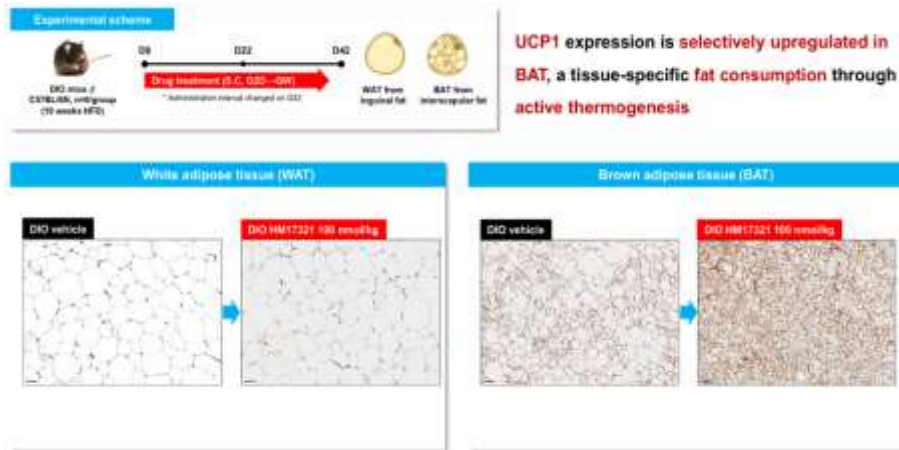 Experimental scheme
D0
D22
D42
Drug treatment (S.C, Q2D→QW)
* Administration interval changed on D22
DIO mice
C57BL/6N, n=6/group
(19 weeks HFD)
WAT from
inguinal fat
BAT from
interscapular fat
UCP1 expression is selectively upregulated in
BAT, a tissue-specific fat consumption through
active thermogenesis
White adipose tissue (WAT)
DIO vehicle
DIO HM17321 100 nmol/kg
Brown adipose tissue (BAT)
DIO vehicle
DIO HM17321 100 nmol/kg